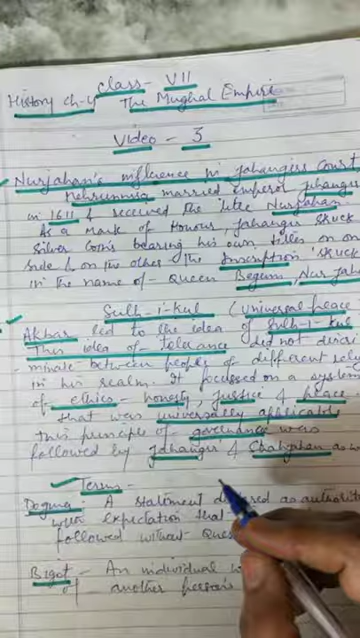 Class - VII
History ch-4 The Mughal Empire
Video - 3
Nurjahan's influence in Jahangirs Court
Mehrunnisa married emperor Jahangir
in 1611 & received the title Nurjahan.
As a mark of Honour, Jahangir struck
Silver Coins bearing his own titles on on
side & on the other the Inscription struck
in the name of - Queen Begum, Nur Jaha
Sulh-i-kul (Universal peace
Akbar led to the idea of Sulh-i-kul
This idea of tolerance did not discri
minate between people of different relig
in his realm. It focussed on a system
of ethics - honesty, justice & peace
that was universally applicable
this principle of governance was
followed by Jahangir & Shahjahan as w
Terms -
Dogma - A statement as authorita
with expectation that
followed without Ques
Bigot - An individual w
of another person's